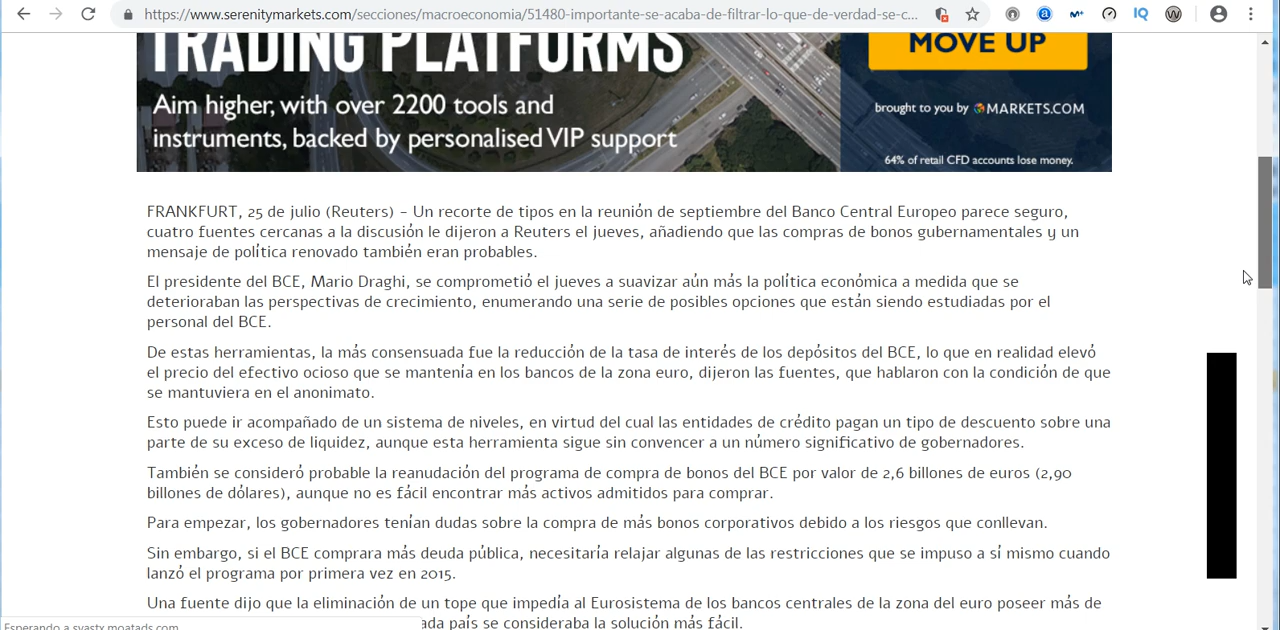 https://www.serenitymarkets.com/secciones/macroeconomia/51480-importante-se-acaba-de-filtrar-lo-que-de-verdad-se-c...
TRADING PLATFORMS
MOVE UP
Aim higher, with over 2200 tools and
instruments, backed by personalised VIP support
brought to you by MARKETS.COM
64% of retail CFD accounts lose money.
FRANKFURT, 25 de julio (Reuters) - Un recorte de tipos en la reunión de septiembre del Banco Central Europeo parece seguro,
cuatro fuentes cercanas a la discusión le dijeron a Reuters el jueves, añadiendo que las compras de bonos gubernamentales y un
mensaje de política renovado también eran probables.
El presidente del BCE, Mario Draghi, se comprometió el jueves a suavizar aún más la política económica a medida que se
deterioraban las perspectivas de crecimiento, enumerando una serie de posibles opciones que están siendo estudiadas por el
personal del BCE.
De estas herramientas, la más consensuada fue la reducción de la tasa de interés de los depósitos del BCE, lo que en realidad elevó
el precio del efectivo ocioso que se mantenía en los bancos de la zona euro, dijeron las fuentes, que hablaron con la condición de que
se mantuviera en el anonimato.
Esto puede ir acompañado de un sistema de niveles, en virtud del cual las entidades de crédito pagan un tipo de descuento sobre una
parte de su exceso de liquidez, aunque esta herramienta sigue sin convencer a un número significativo de gobernadores.
También se consideró probable la reanudación del programa de compra de bonos del BCE por valor de 2,6 billones de euros (2,90
billones de dólares), aunque no es fácil encontrar más activos admitidos para comprar.
Para empezar, los gobernadores tenían dudas sobre la compra de más bonos corporativos debido a los riesgos que conllevan.
Sin embargo, si el BCE comprara más deuda pública, necesitaría relajar algunas de las restricciones que se impuso a sí mismo cuando
lanzó el programa por primera vez en 2015.
Una fuente dijo que la eliminación de un tope que impedía al Eurosistema de los bancos centrales de la zona del euro poseer más de
ada país se consideraba la solución más fácil.
Esperando a svastx.moatads.com